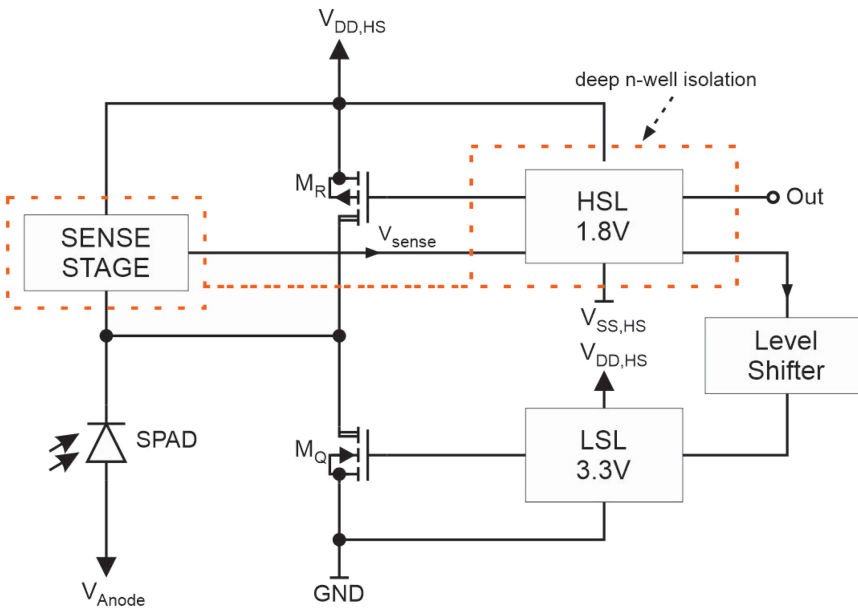 V_DD,HS
deep n-well isolation
M_R
HSL
1.8V
Out
SENSE
STAGE
V_sense
V_SS,HS
V_DD,HS
Level
Shifter
SPAD
M_Q
LSL
3.3V
V_Anode
GND